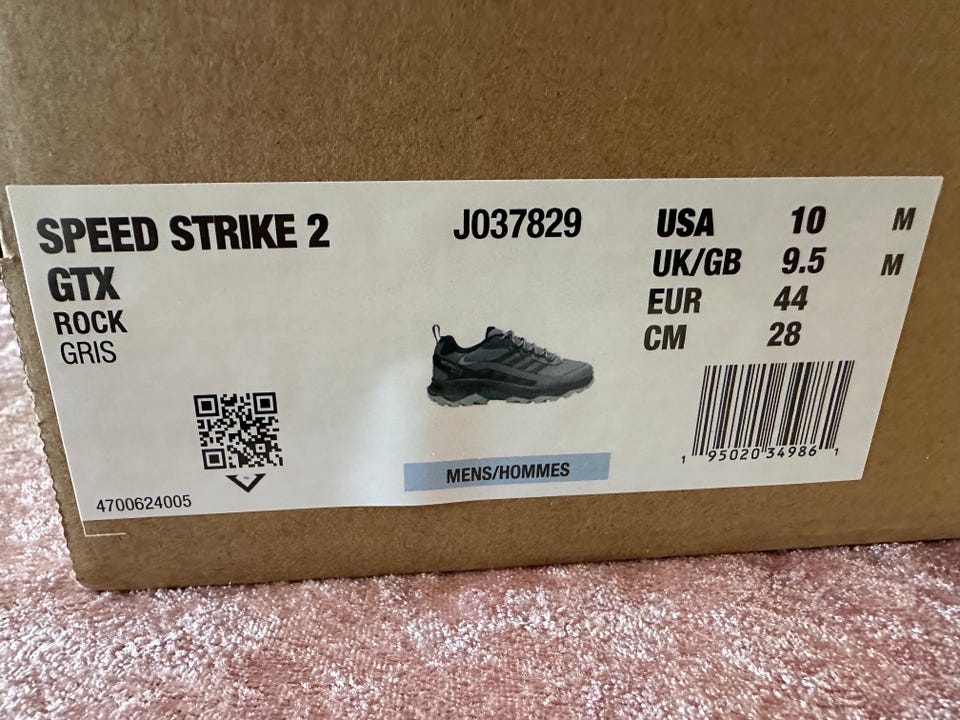 SPEED STRIKE 2
GTX
ROCK
GRIS
4700624005
J037829
MENS/HOMMES
USA 10 M
UK/GB 9.5 M
EUR 44
CM 28
1 95020 34986 1